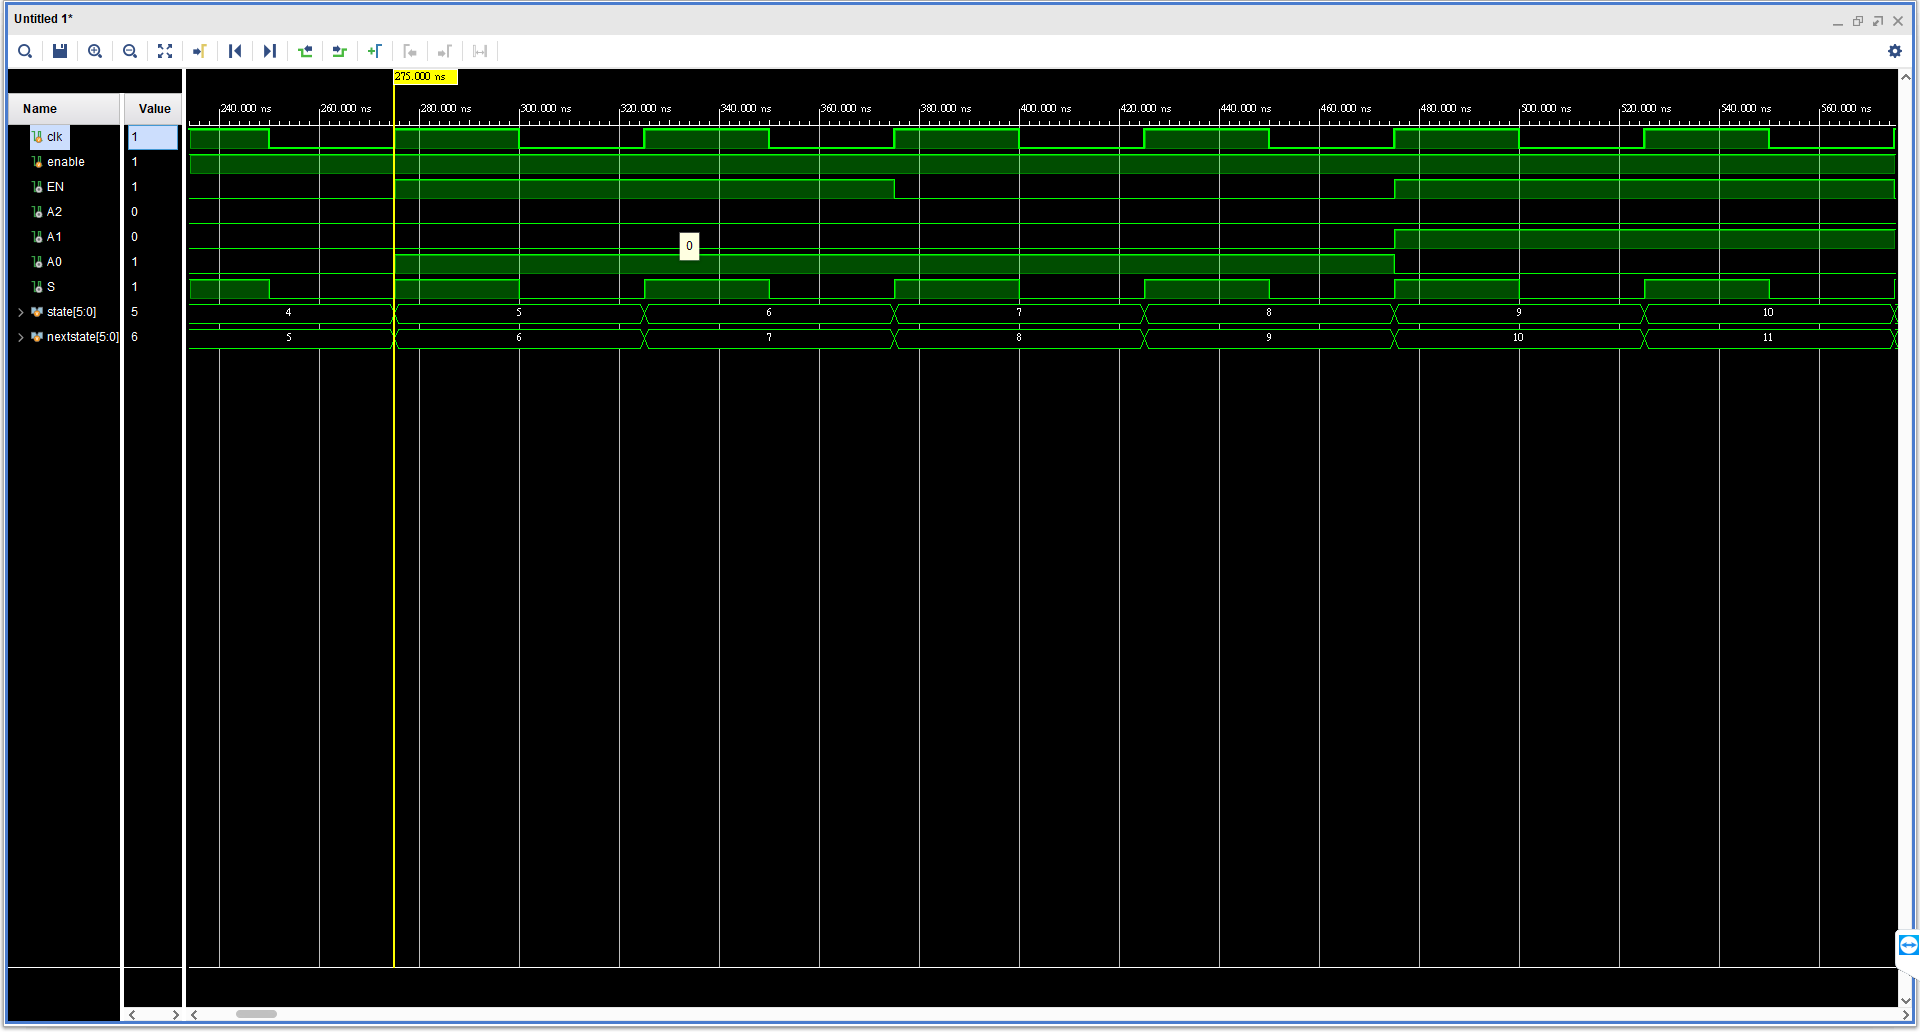 Untitled 1*
275.000 ns
Name Value
240.000 ns 260.000 ns 280.000 ns 300.000 ns 320.000 ns 340.000 ns 360.000 ns 380.000 ns 400.000 ns 420.000 ns 440.000 ns 460.000 ns 480.000 ns 500.000 ns 520.000 ns 540.000 ns 560.000 ns
clk 1
enable 1
EN 1
A2 0
A1 0 0
A0 1
S 1
state[5:0] 5 4 5 6 7 8 9 10
nextstate[5:0] 6 5 6 7 8 9 10 11